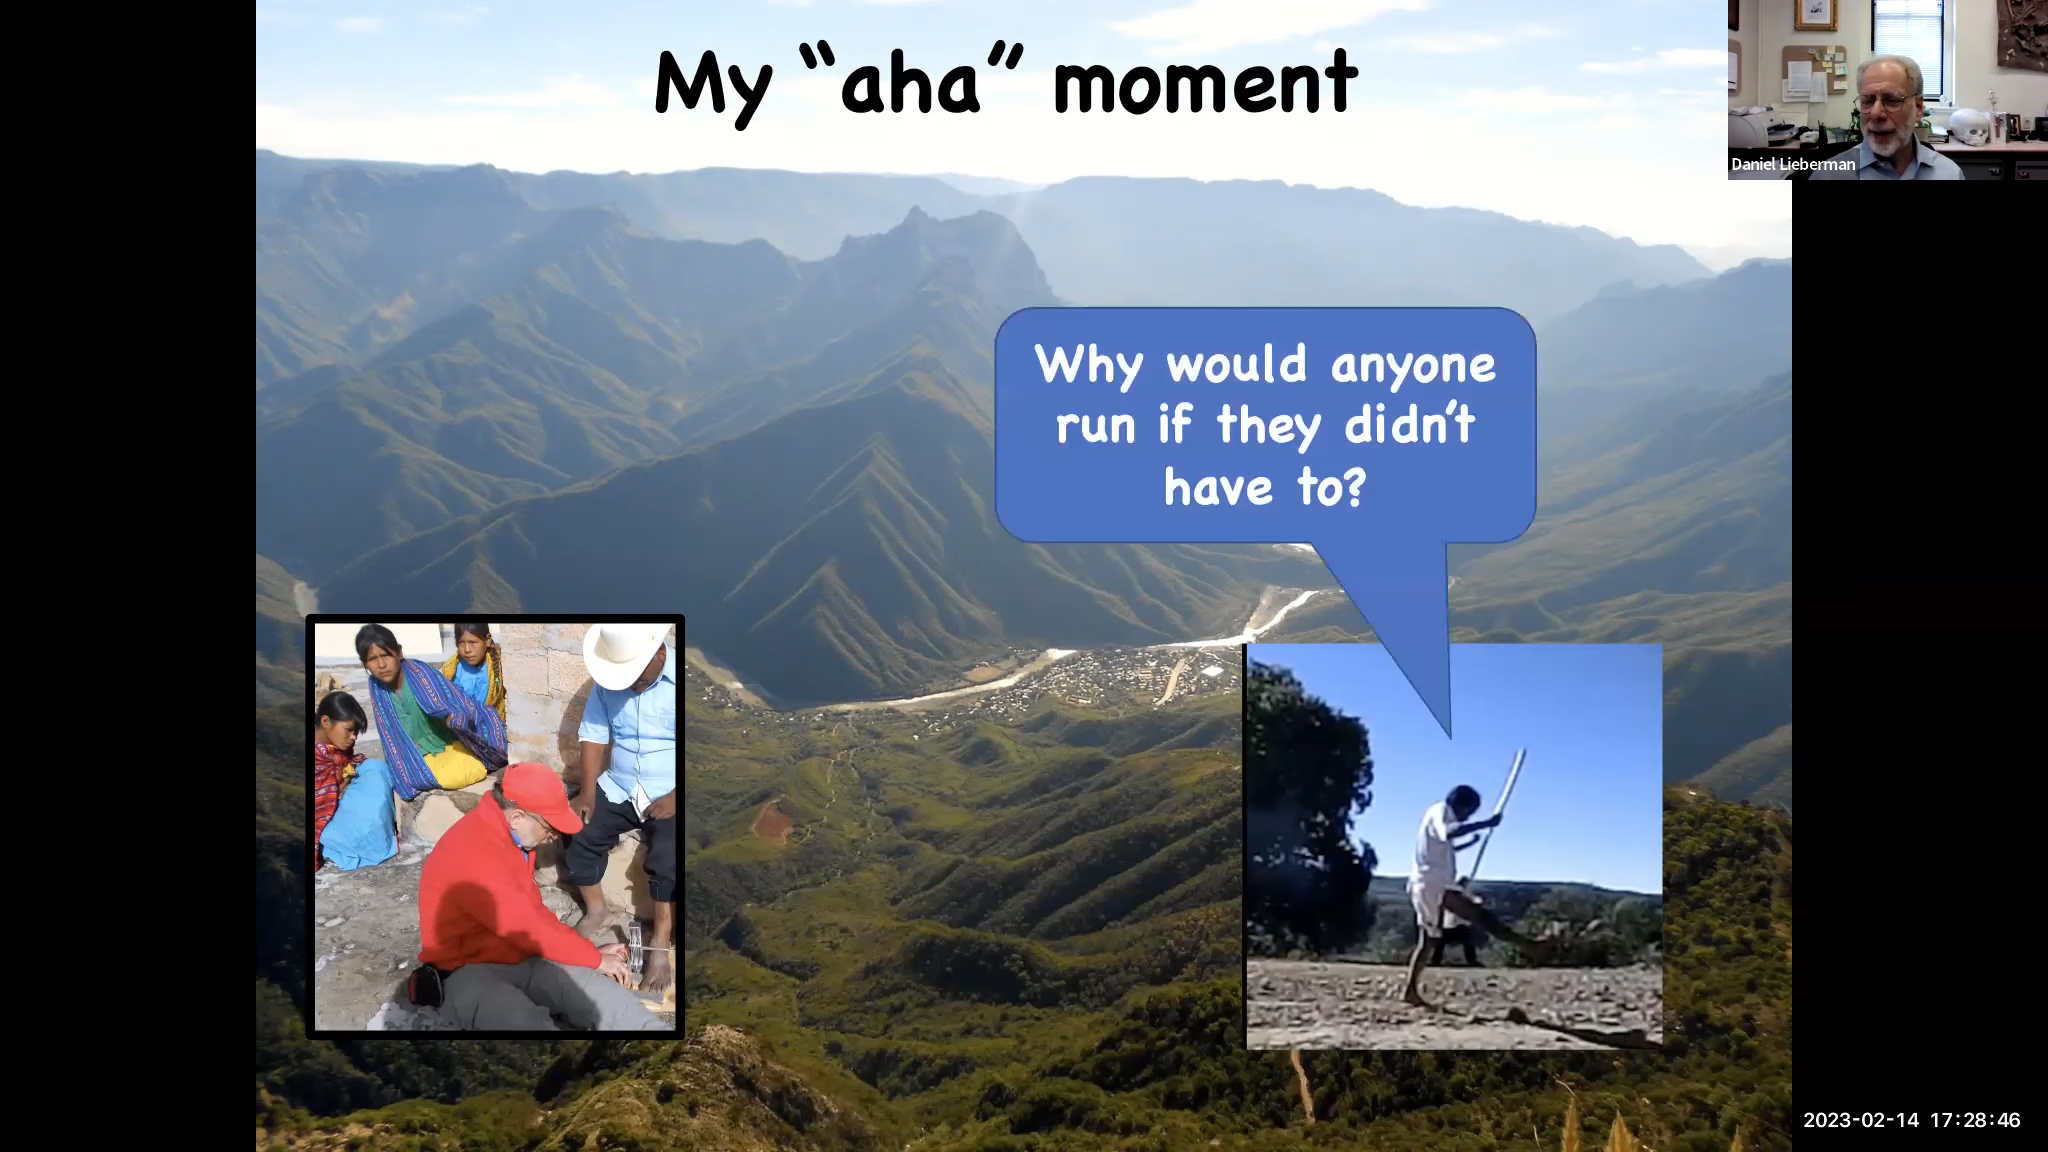 My “aha” moment
Daniel Lieberman
Why would anyone
run if they didn’t
have to?
2023-02-14 17:28:46